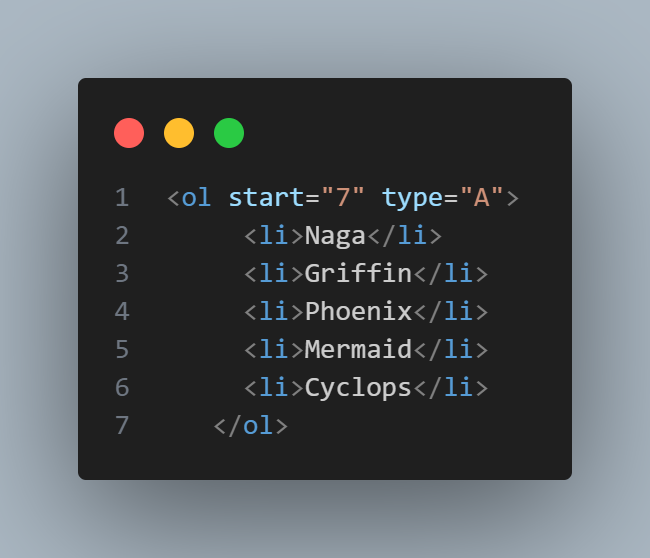 1 <ol start="7" type="A">
2 <li>Naga</li>
3 <li>Griffin</li>
4 <li>Phoenix</li>
5 <li>Mermaid</li>
6 <li>Cyclops</li>
7 </ol>